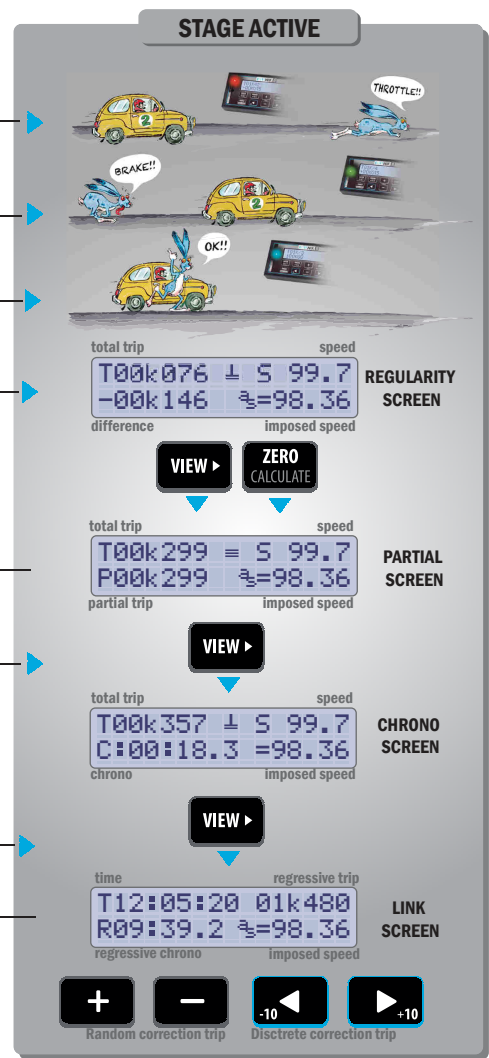 STAGE ACTIVE
THROTTLE!!
2
BRAKE!!
2
OK!!
total trip speed
T00k076 ┴ S 99.7
-00k146 =98.36
difference imposed speed
REGULARITY
SCREEN
VIEW ▸
ZERO
CALCULATE
total trip speed
T00k299 ≡ S 99.7
P00k299 =98.36
partial trip imposed speed
PARTIAL
SCREEN
VIEW ▸
total trip speed
T00k357 ┴ S 99.7
C:00:18.3 =98.36
chrono imposed speed
CHRONO
SCREEN
VIEW ▸
time regressive trip
T12:05:20 01k480
R09:39.2 =98.36
regressive chrono imposed speed
LINK
SCREEN
+ − -10 ◀ ▶ +10
Random correction trip Disctrete correction trip